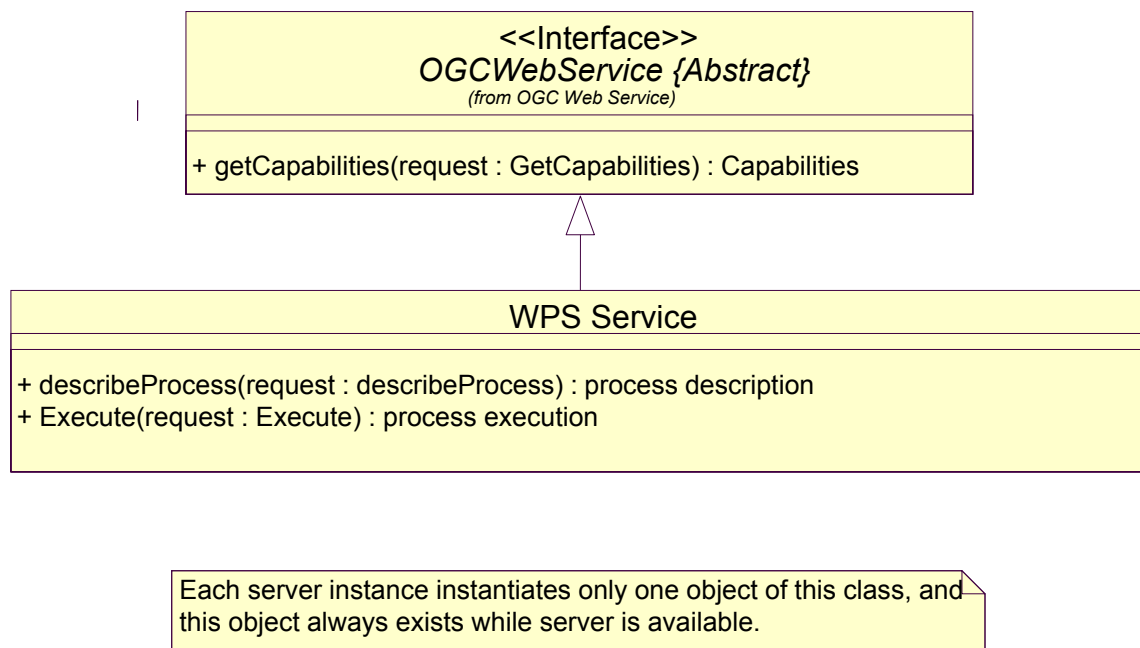 <<Interface>>
OGCWebService {Abstract}
(from OGC Web Service)
+ getCapabilities(request : GetCapabilities) : Capabilities
WPS Service
+ describeProcess(request : describeProcess) : process description
+ Execute(request : Execute) : process execution
Each server instance instantiates only one object of this class, and
this object always exists while server is available.